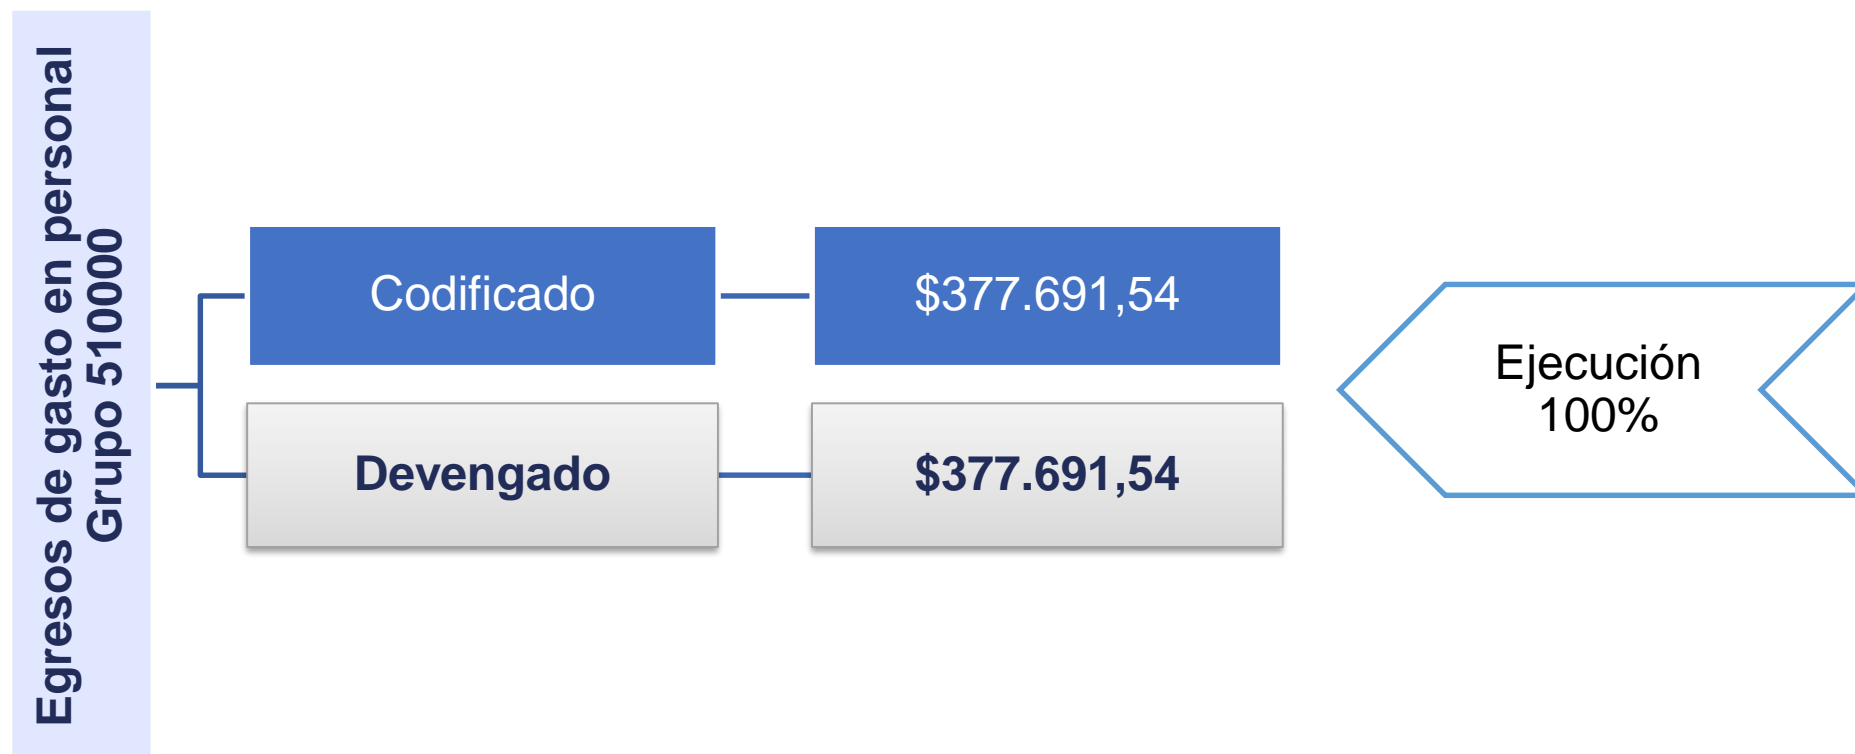 Egresos de gasto en personal
Grupo 510000
Codificado
$377.691,54
Devengado
$377.691,54
Ejecución
100%